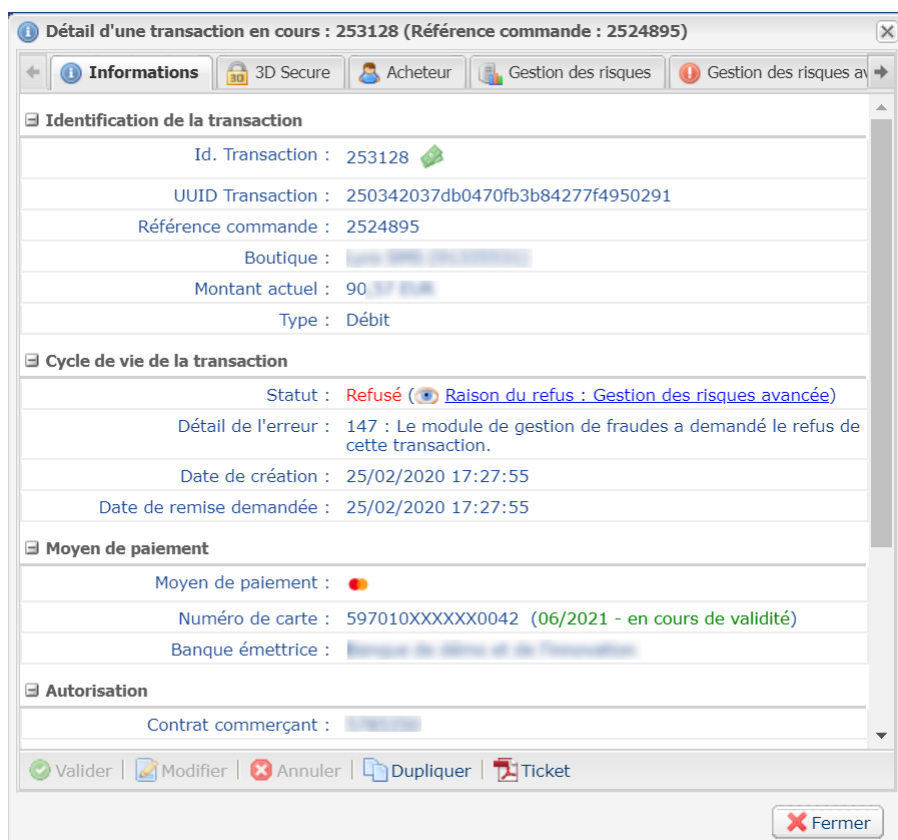 Détail d'une transaction en cours : 253128 (Référence commande : 2524895)
Informations 3D Secure Acheteur Gestion des risques Gestion des risques av
Identification de la transaction
Id. Transaction : 253128
UUID Transaction : 250342037db0470fb3b84277f4950291
Référence commande : 2524895
Boutique :
Montant actuel : 90
Type : Débit
Cycle de vie de la transaction
Statut : Refusé (Raison du refus : Gestion des risques avancée)
Détail de l'erreur : 147 : Le module de gestion de fraudes a demandé le refus de
cette transaction.
Date de création : 25/02/2020 17:27:55
Date de remise demandée : 25/02/2020 17:27:55
Moyen de paiement
Moyen de paiement :
Numéro de carte : 597010XXXXXX0042 (06/2021 - en cours de validité)
Banque émettrice :
Autorisation
Contrat commerçant :
Valider | Modifier | Annuler | Dupliquer | Ticket
Fermer